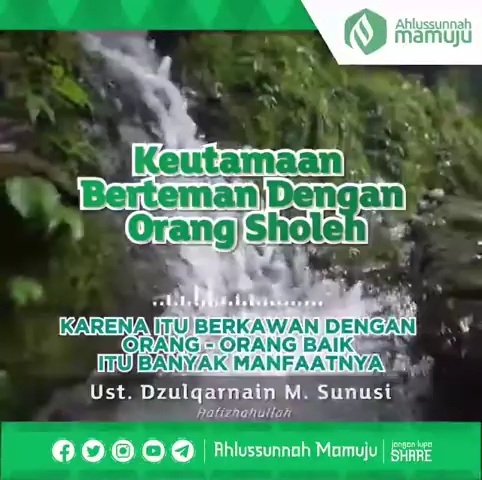 Ahlussunnah
mamuju
Keutamaan
Berteman Dengan
Orang Sholeh
KARENA ITU BERKAWAN DENGAN
ORANG - ORANG BAIK
ITU BANYAK MANFAATNYA
Ust. Dzulqarnain M. Sunusi
Hafizhahullah
Ahlussunnah Mamuju
jangan lupa
SHARE